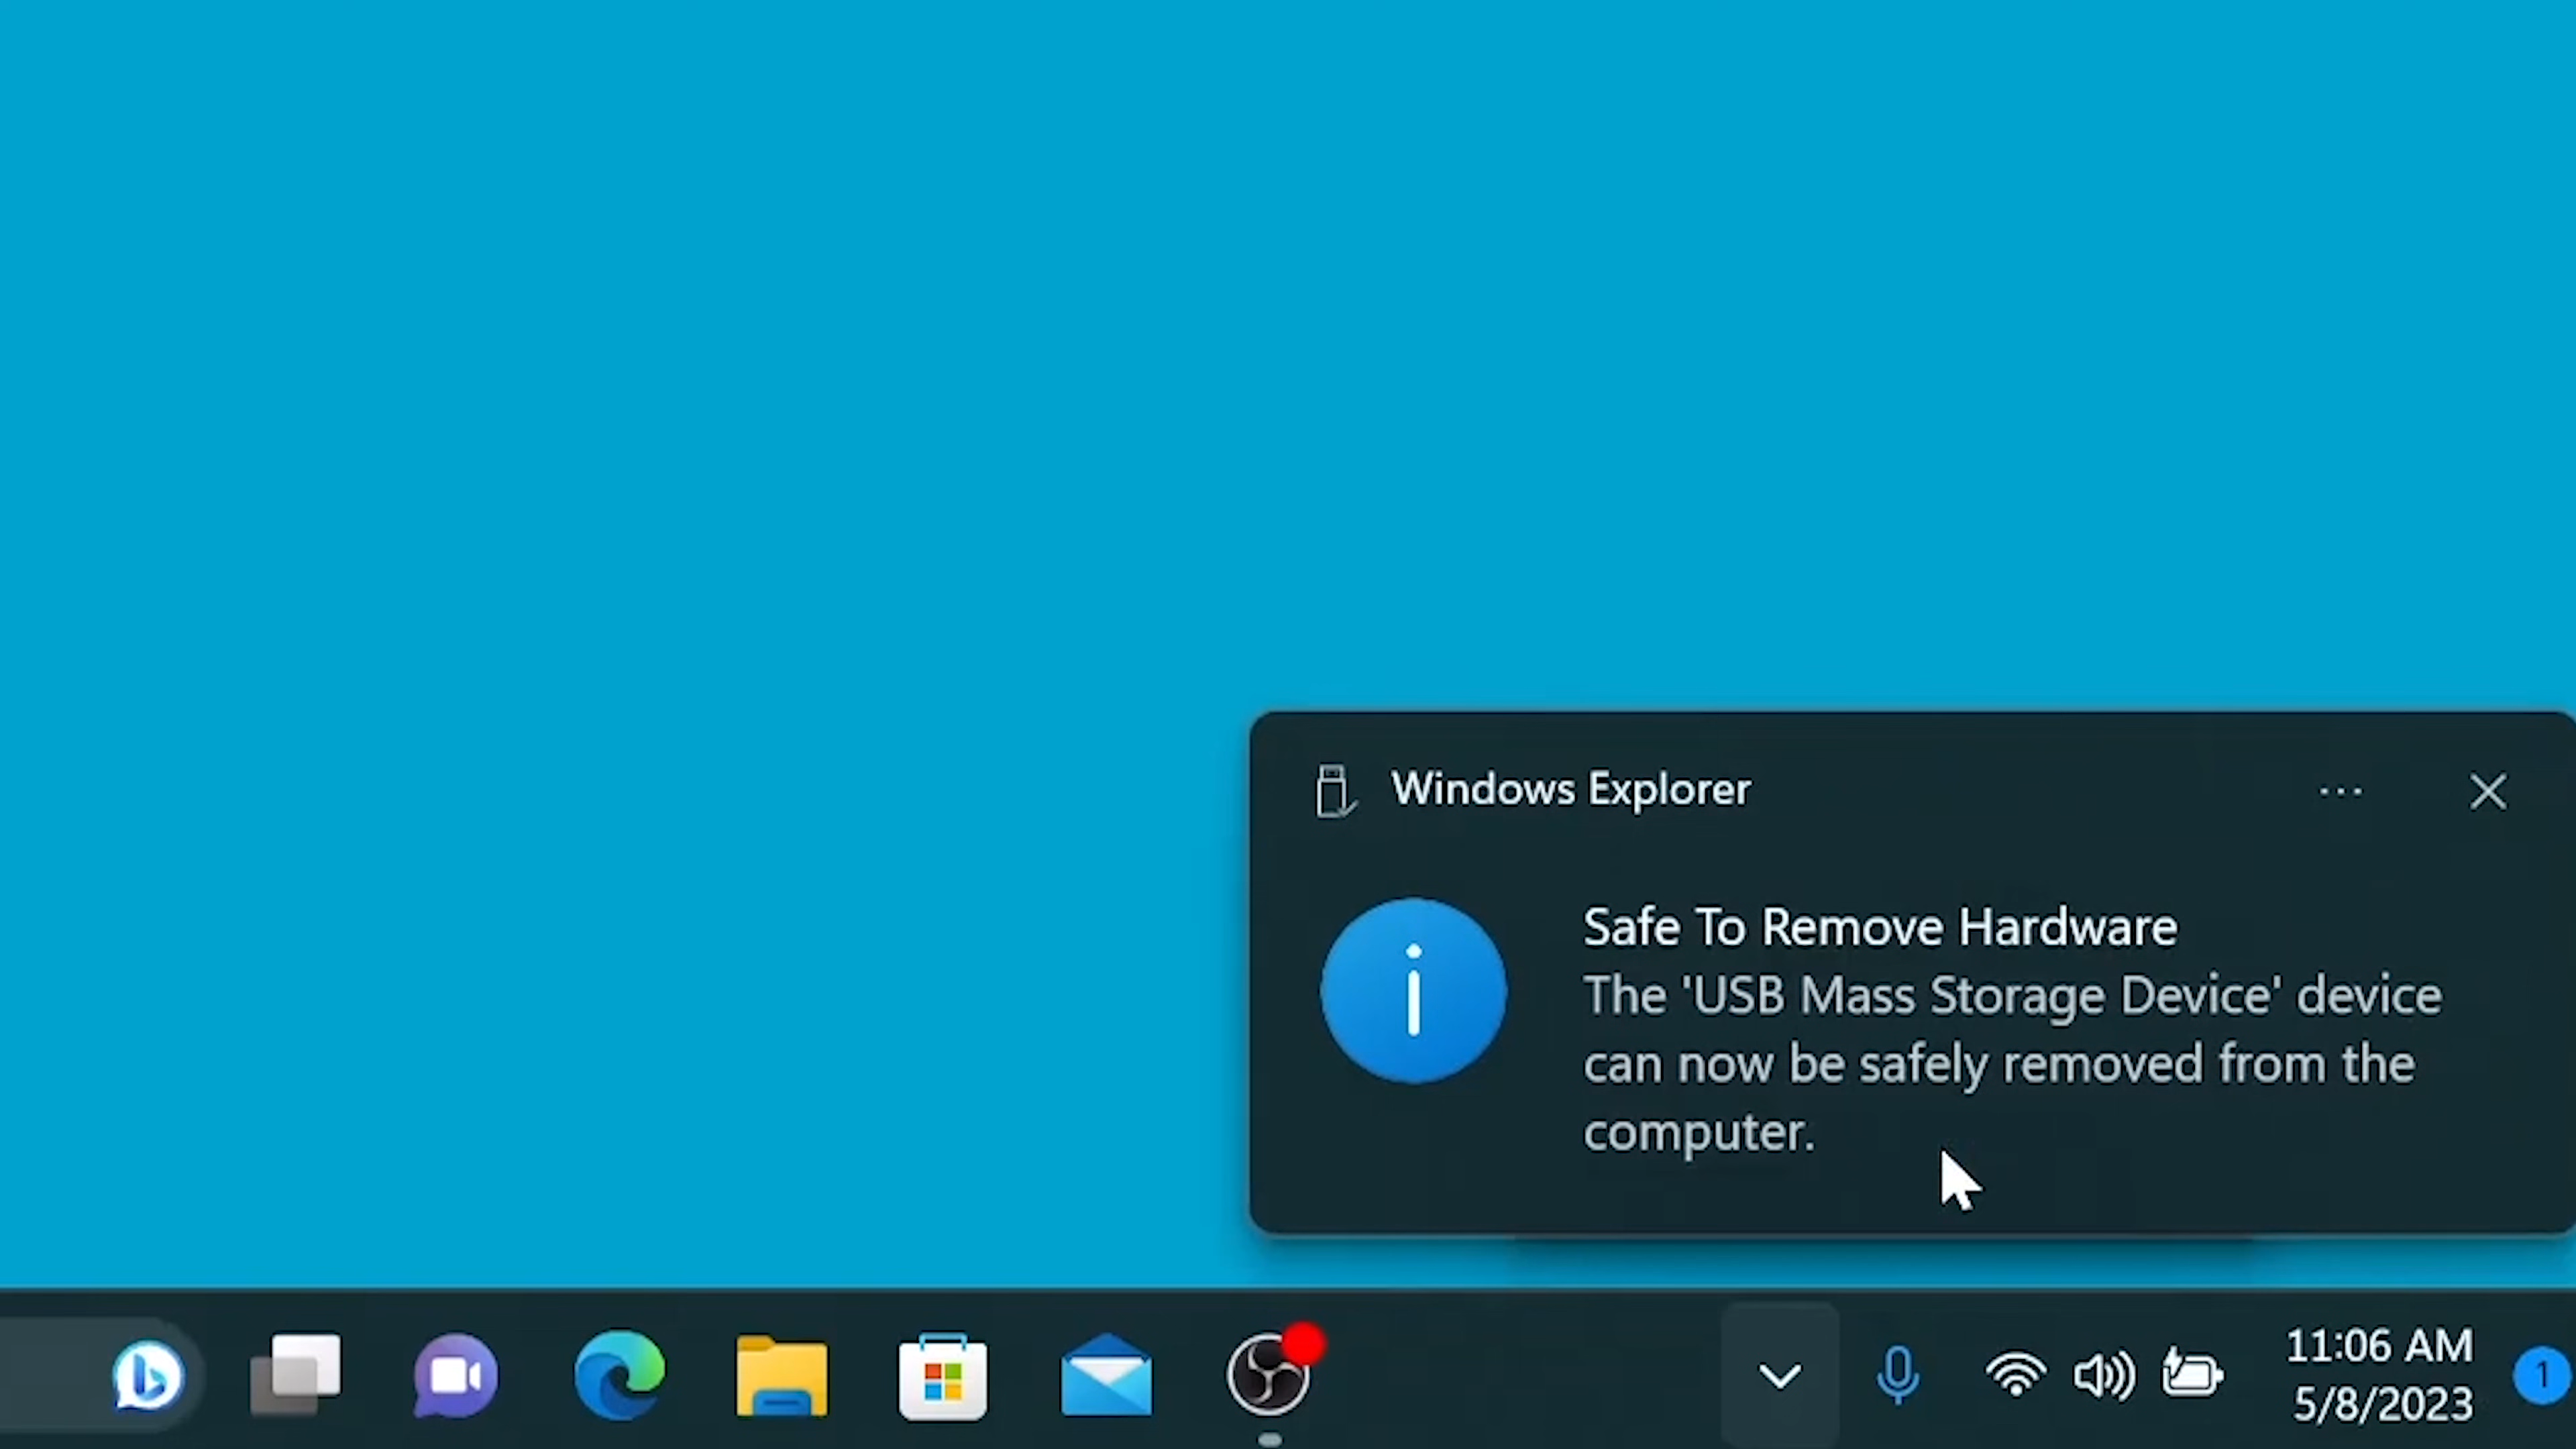 Windows Explorer
Safe To Remove Hardware
The 'USB Mass Storage Device' device
can now be safely removed from the
computer.
11:06 AM
5/8/2023
1